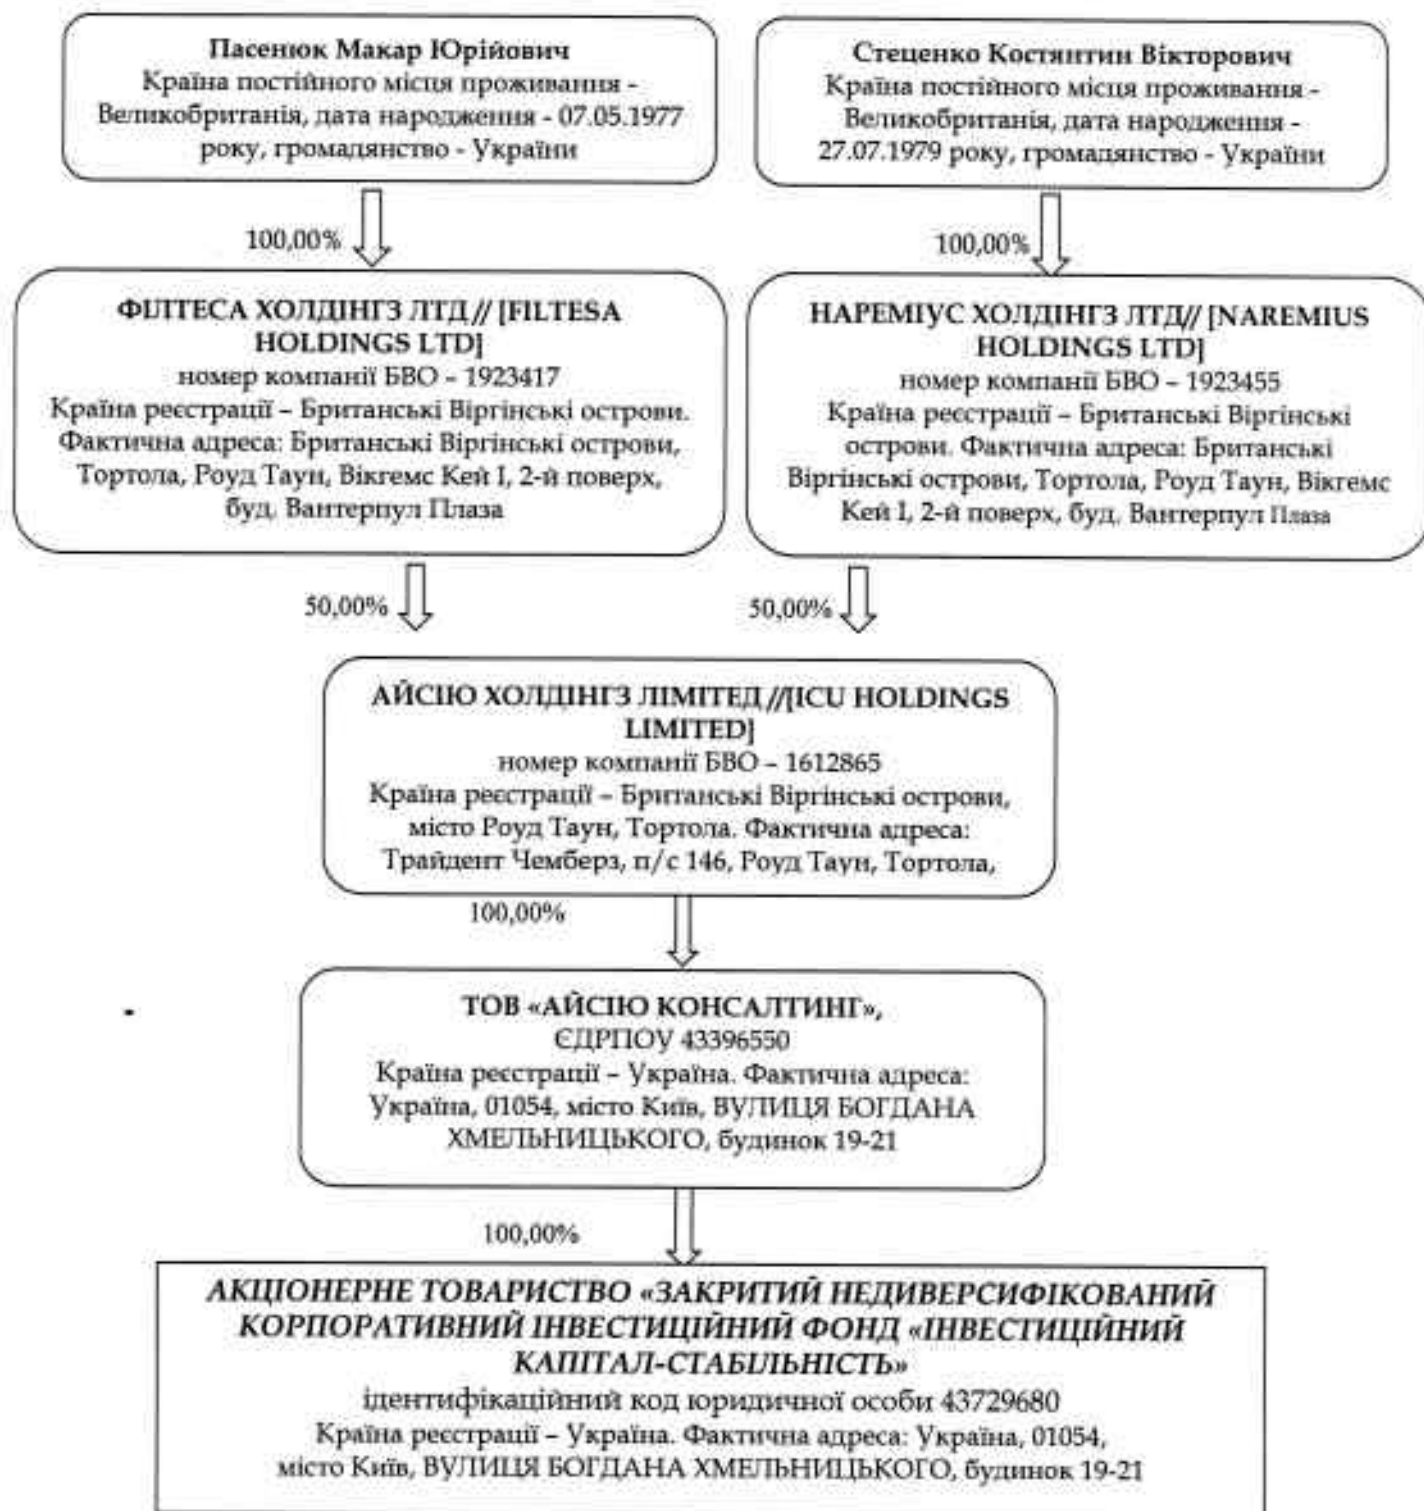 Пасенюк Макар Юрійович
Країна постійного місця проживання -
Великобританія, дата народження - 07.05.1977
року, громадянство - України
Стеценко Костянтин Вікторович
Країна постійного місця проживання -
Великобританія, дата народження -
27.07.1979 року, громадянство - України
100,00%
100,00%
ФІЛТЕСА ХОЛДІНГЗ ЛТД// [FILTESA
HOLDINGS LTD]
номер компанії БВО – 1923417
Країна реєстрації – Британські Віргінські острови.
Фактична адреса: Британські Віргінські острови,
Тортола, Роуд Таун, Вікгемс Кей І, 2-й поверх,
буд. Вантерпул Плаза
НАРЕМІУС ХОЛДІНГЗ ЛТД// [NAREMIUS
HOLDINGS LTD]
номер компанії БВО – 1923455
Країна реєстрації – Британські Віргінські
острови. Фактична адреса: Британські
Віргінські острови, Тортола, Роуд Таун, Вікгемс
Кей І, 2-й поверх, буд. Вантерпул Плаза
50,00%
50,00%
АЙСІЮ ХОЛДІНГЗ ЛІМІТЕД //[ICU HOLDINGS
LIMITED]
номер компанії БВО – 1612865
Країна реєстрації – Британські Віргінські острови,
місто Роуд Таун, Тортола. Фактична адреса:
Трайдент Чемберз, п/с 146, Роуд Таун, Тортола,
100,00%
ТОВ «АЙСІЮ КОНСАЛТИНГ»,
ЄДРПОУ 43396550
Країна реєстрації – Україна. Фактична адреса:
Україна, 01054, місто Київ, ВУЛИЦЯ БОГДАНА
ХМЕЛЬНИЦЬКОГО, будинок 19-21
100,00%
АКЦІОНЕРНЕ ТОВАРИСТВО «ЗАКРИТИЙ НЕДИВЕРСИФІКОВАНИЙ
КОРПОРАТИВНИЙ ІНВЕСТИЦІЙНИЙ ФОНД «ІНВЕСТИЦІЙНИЙ
КАПІТАЛ-СТАБІЛЬНІСТЬ»
ідентифікаційний код юридичної особи 43729680
Країна реєстрації – Україна. Фактична адреса: Україна, 01054,
місто Київ, ВУЛИЦЯ БОГДАНА ХМЕЛЬНИЦЬКОГО, будинок 19-21